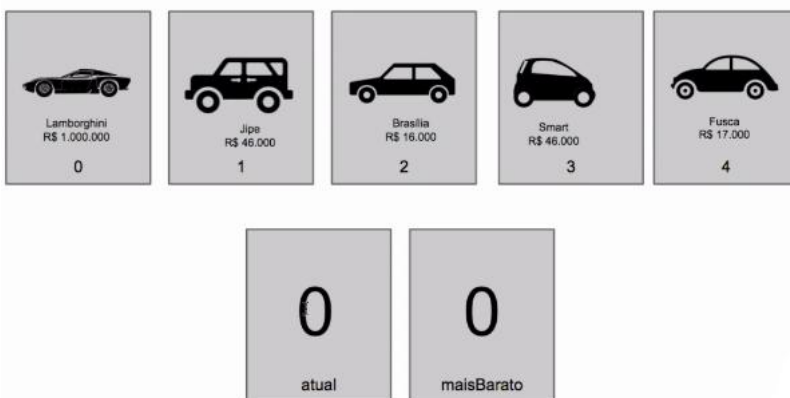 Lamborghini
R$ 1.000.000
0
Jipe
R$ 46.000
1
Brasília
R$ 16.000
2
Smart
R$ 46.000
3
Fusca
R$ 17.000
4
0
atual
0
maisBarato